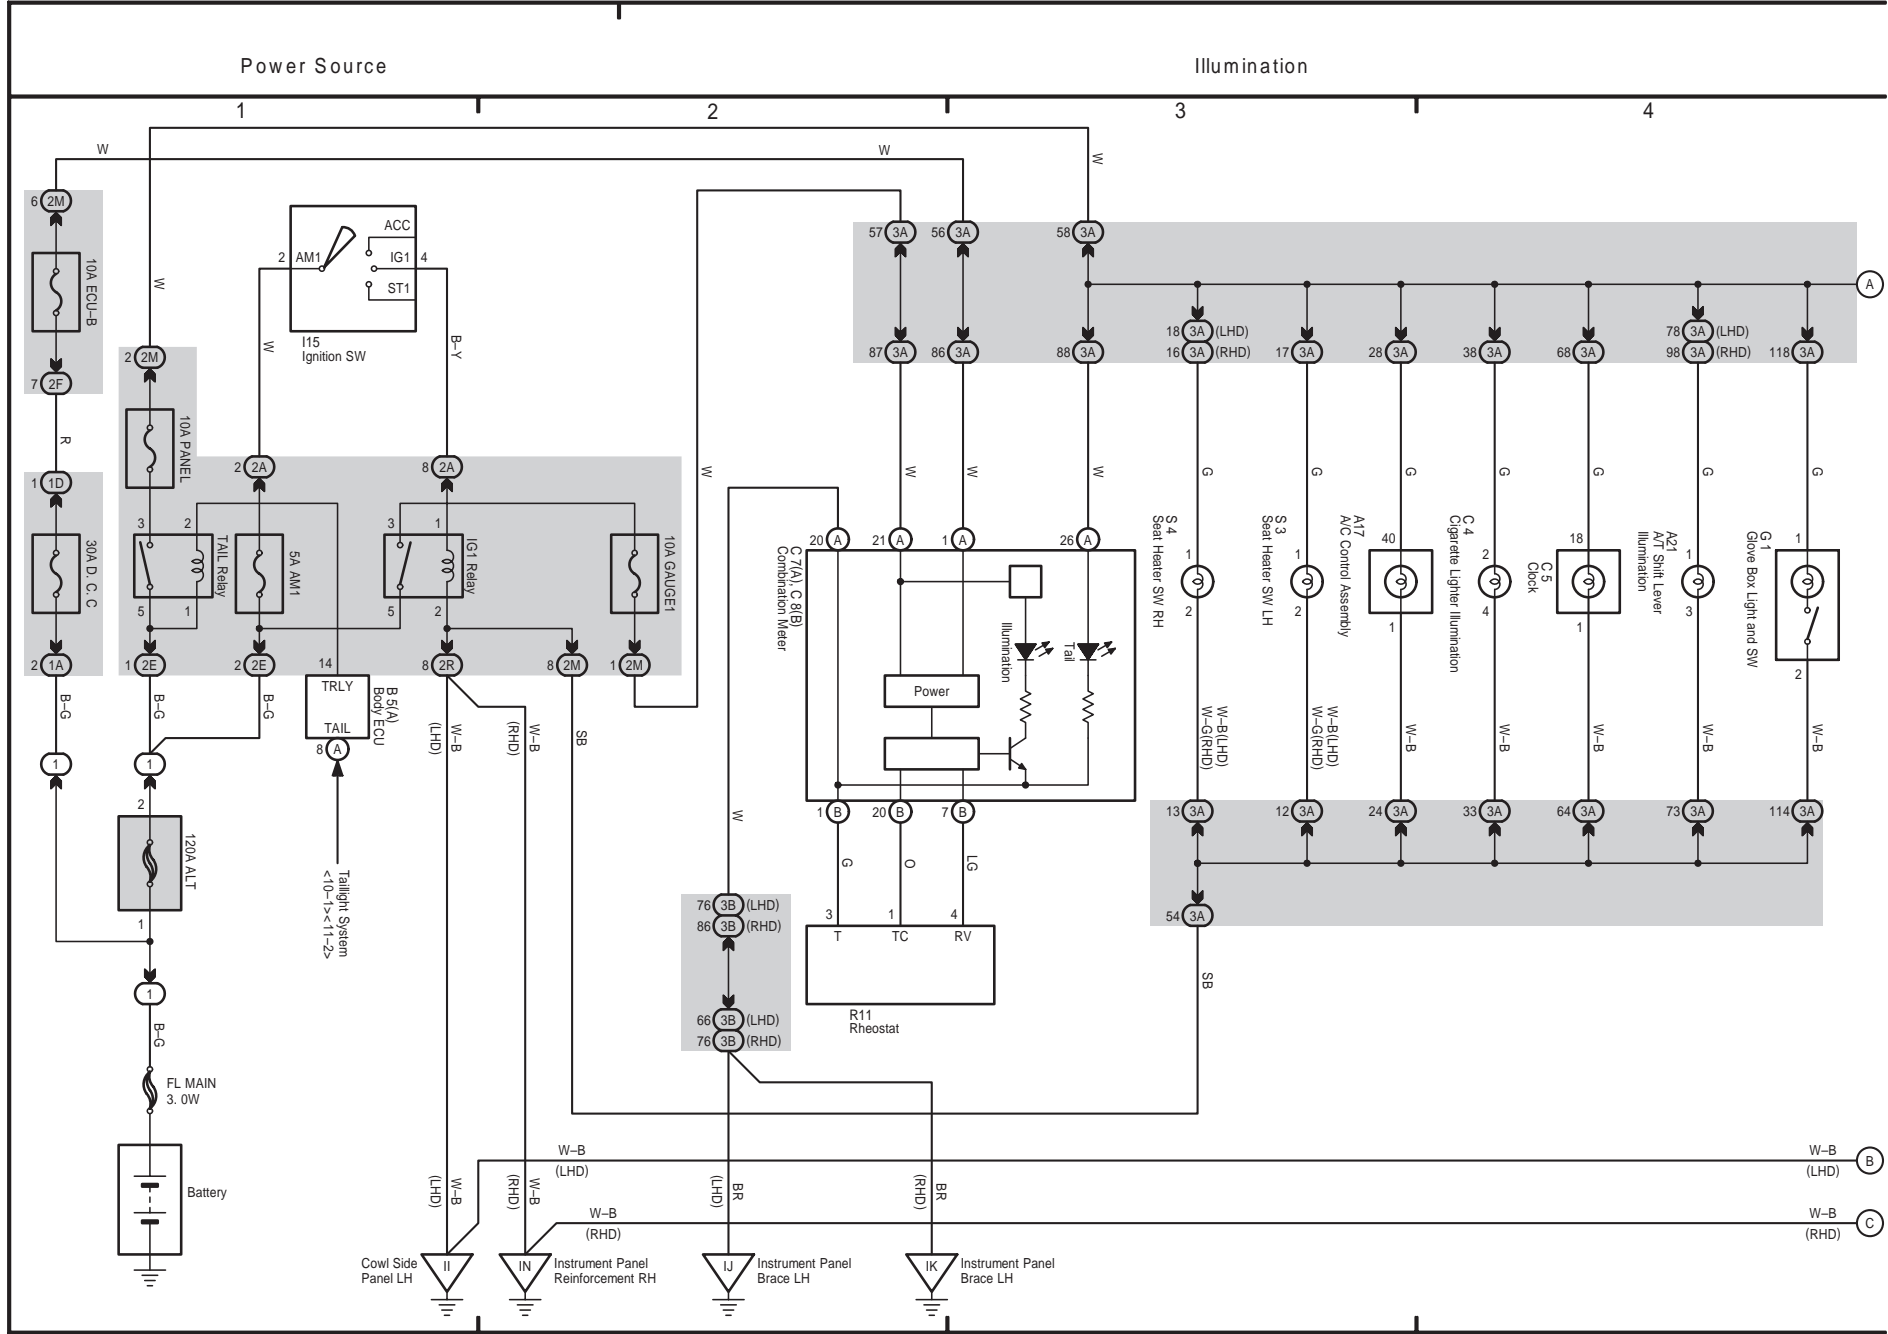 Power Source
Illumination
1
2
3
4
W
W
W
W
6 2M
10A ECU–B
7 2F
R
1 1D
30A D. C. C
2 1A
B–G
1
2 2M
10A PANEL
ACC
2 AM1
IG1 4
ST1
I15
Ignition SW
W
B–Y
2 2A
8 2A
3
2
TAIL Relay
5
1
5A AM1
3
1
IG1 Relay
5
2
10A GAUGE1
1 2E
2 2E
14
TRLY
TAIL
8 A
B 5(A)
Body ECU
8 2R
8 2M
1 2M
B–G
B–G
W–B
(LHD)
W–B
(RHD)
SB
1
2
120A ALT
1
1
B–G
FL MAIN
3. 0W
Battery
Taillight System
<10–1><11–2>
57 3A
56 3A
58 3A
A
87 3A
86 3A
88 3A
18 3A (LHD)
16 3A (RHD)
17 3A
28 3A
38 3A
68 3A
78 3A (LHD)
98 3A (RHD)
118 3A
W
W
W
W
G
G
G
G
G
G
G
20 A
21 A
1 A
26 A
C 7(A), C 8(B)
Combination Meter
Illumination
Tail
Power
1 B
20 B
7 B
W
G
O
LG
3
1
4
T
TC
RV
R11
Rheostat
S 4
Seat Heater SW RH
1
2
S 3
Seat Heater SW LH
1
2
A17
A/C Control Assembly
40
1
C 4
Cigarette Lighter Illumination
2
4
C 5
Clock
18
1
A21
A/T Shift Lever
Illumination
1
3
G 1
Glove Box Light and SW
1
2
W–B(LHD)
W–G(RHD)
W–B(LHD)
W–G(RHD)
W–B
W–B
W–B
W–B
W–B
13 3A
12 3A
24 3A
33 3A
64 3A
73 3A
114 3A
54 3A
SB
76 3B (LHD)
86 3B (RHD)
66 3B (LHD)
76 3B (RHD)
W–B
(LHD)
W–B
(LHD)
B
W–B
(LHD)
W–B
(RHD)
BR
(LHD)
BR
(RHD)
W–B
(RHD)
W–B
(RHD)
C
Cowl Side
Panel LH
II
IN
Instrument Panel
Reinforcement RH
IJ
Instrument Panel
Brace LH
IK
Instrument Panel
Brace LH